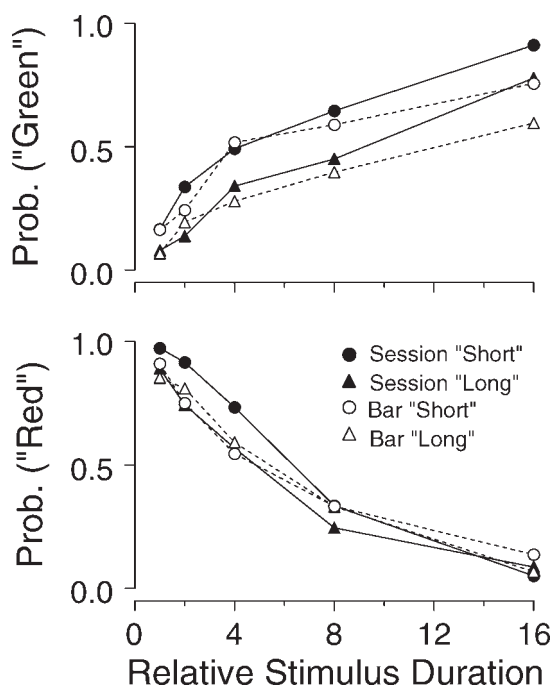 1.0
0.5
0.0
Prob. ("Green")
1.0
0.5
0.0
Prob. ("Red")
Session "Short"
Session "Long"
Bar "Short"
Bar "Long"
0 4 8 12 16
Relative Stimulus Duration